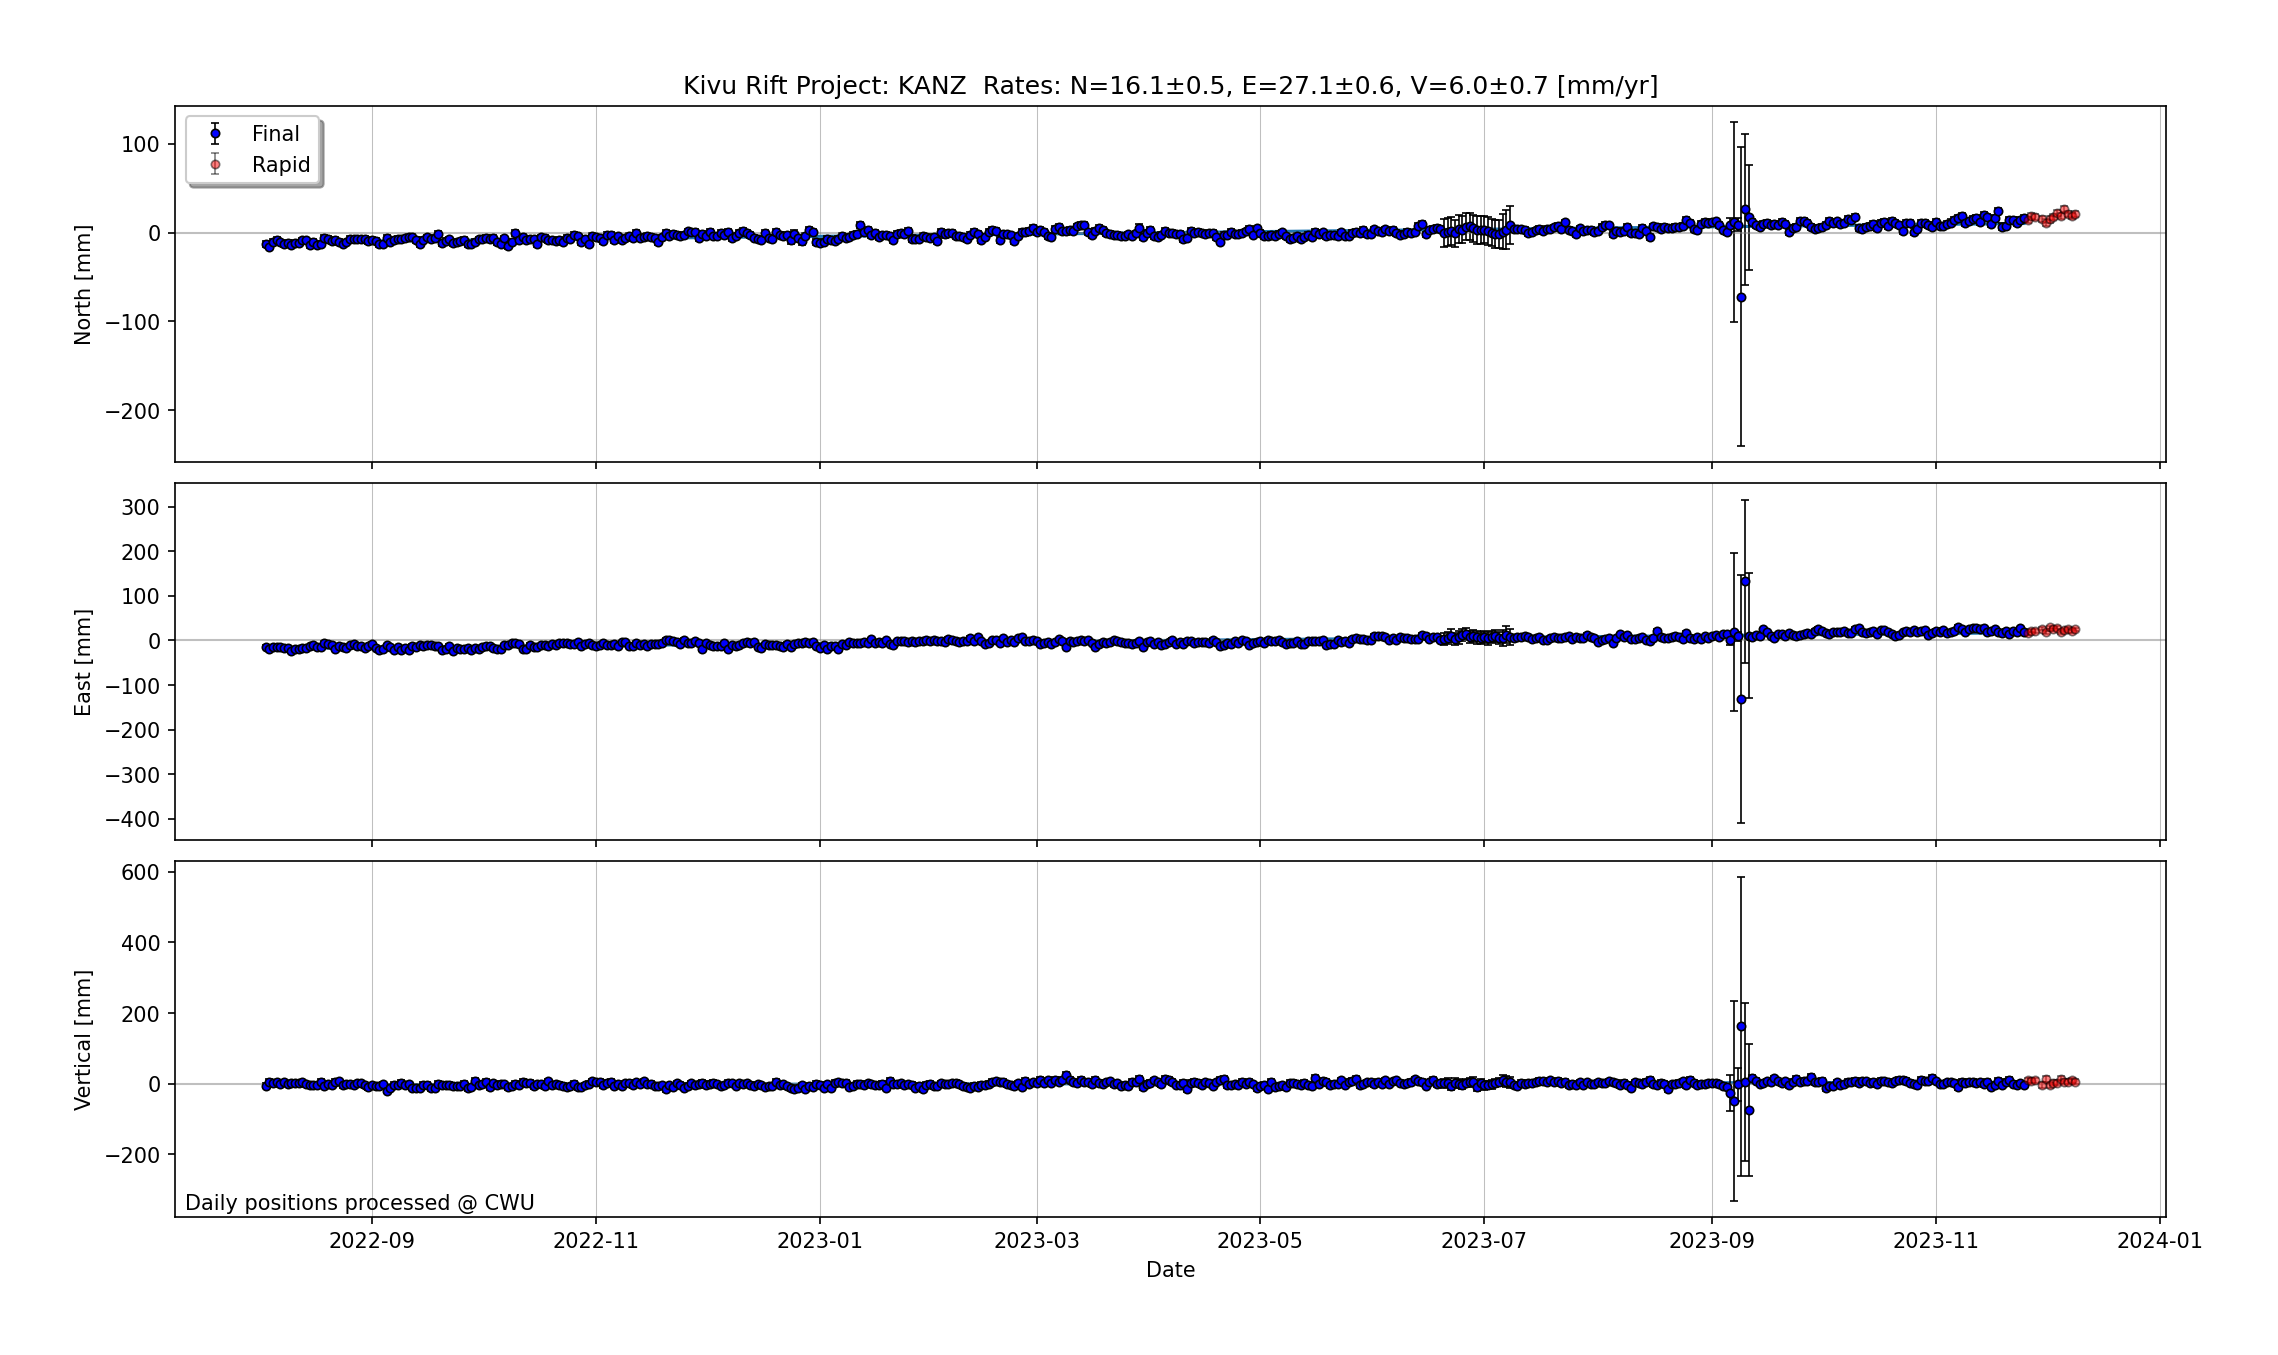 Kivu Rift Project: KANZ  Rates: N=16.1±0.5, E=27.1±0.6, V=6.0±0.7 [mm/yr]
Final
Rapid
North [mm]
100
0
−100
−200
East [mm]
300
200
100
0
−100
−200
−300
−400
Vertical [mm]
600
400
200
0
−200
Daily positions processed @ CWU
2022-09 2022-11 2023-01 2023-03 2023-05 2023-07 2023-09 2023-11 2024-01
Date